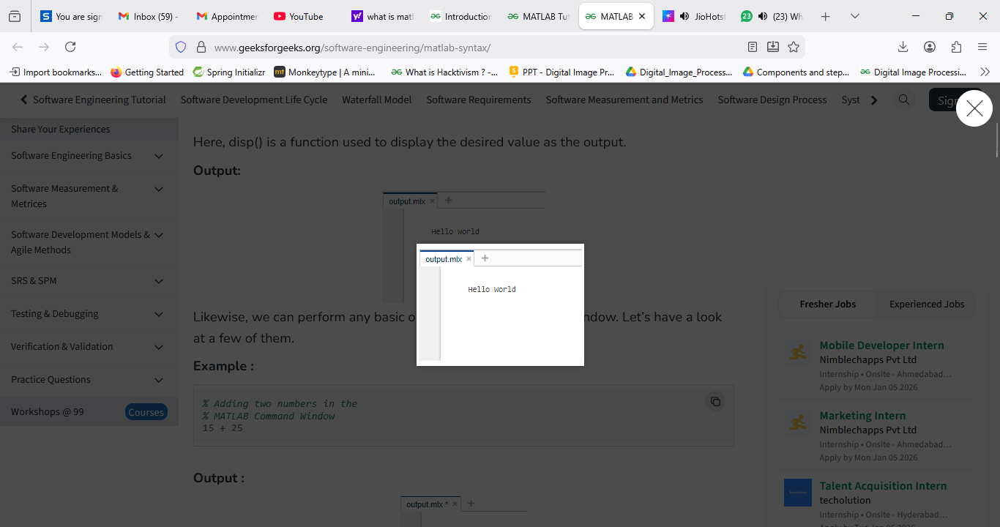 You are sign
Inbox (59) -
Appointmer
YouTube
what is matl
Introduction
MATLAB Tut
MATLAB
JioHots
23
(23) Wh
www.geeksforgeeks.org/software-engineering/matlab-syntax/
Import bookmarks...
Getting Started
Spring Initializr
mt
Monkeytype | A mini...
What is Hacktivism ? -...
PPT - Digital Image Pr...
Digital_Image_Process...
Components and step...
Digital Image Processi...
Software Engineering Tutorial
Software Development Life Cycle
Waterfall Model
Software Requirements
Software Measurement and Metrics
Software Design Process
Syst
Sig
Share Your Experiences
Software Engineering Basics
Software Measurement &
Metrices
Software Development Models &
Agile Methods
SRS & SPM
Testing & Debugging
Verification & Validation
Practice Questions
Workshops @ 99
Courses
Here, disp() is a function used to display the desired value as the output.
Output:
output.mlx
Hello World
output.mlx
Hello World
Likewise, we can perform any basic o
ndow. Let's have a look
at a few of them.
Example :
% Adding two numbers in the
% MATLAB Command Window
15 + 25
Output :
output.mlx *
Fresher Jobs
Experienced Jobs
Mobile Developer Intern
Nimblechapps Pvt Ltd
Internship • Onsite - Ahmedabad...
Apply by Mon Jan 05 2026
Marketing Intern
Nimblechapps Pvt Ltd
Internship • Onsite - Ahmedabad...
Apply by Mon Jan 05 2026
Talent Acquisition Intern
techolution
Internship • Onsite - Hyderabad...